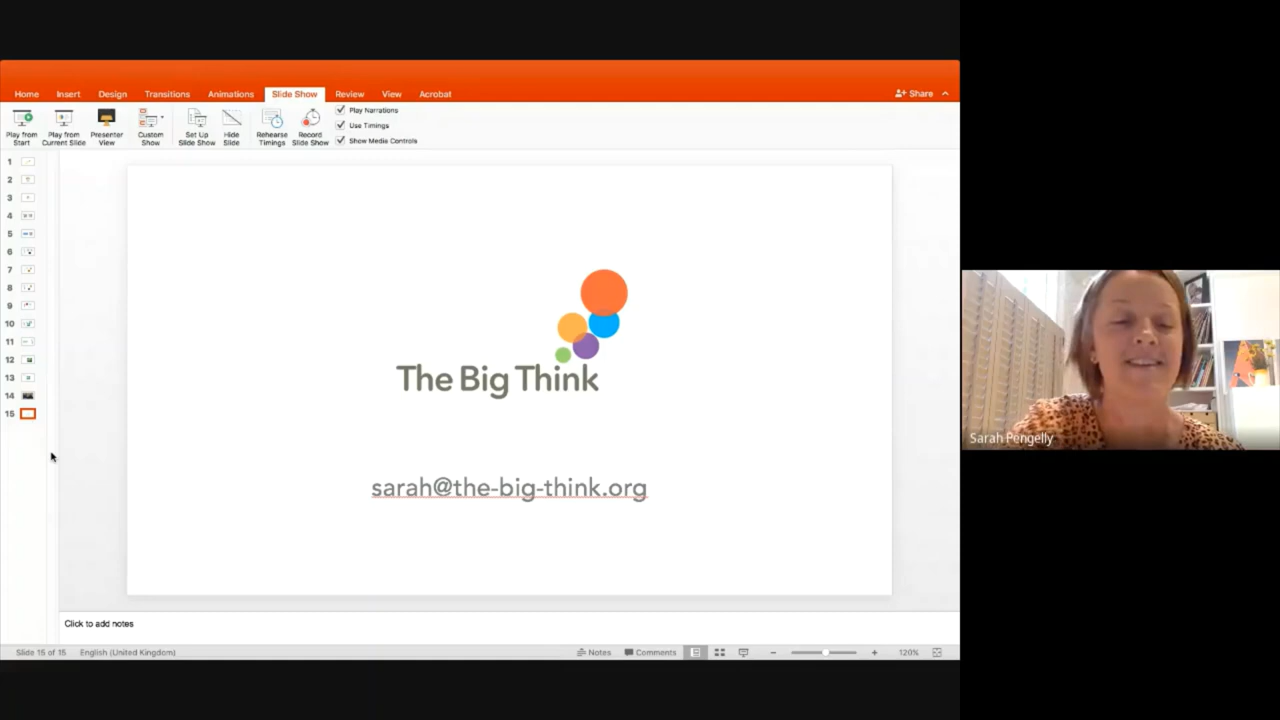 Home Insert Design Transitions Animations Slide Show Review View Acrobat Share
Play from Start
Play from Current Slide
Presenter View
Custom Show
Set Up Slide Show
Hide Slide
Rehearse Timings
Record Slide Show
Play Narrations
Use Timings
Show Media Controls
1
2
3
4
5
6
7
8
9
10
11
12
13
14
15
The Big Think
sarah@the-big-think.org
Sarah Pengelly
Click to add notes
Slide 15 of 15 English (United Kingdom) Notes Comments 120%